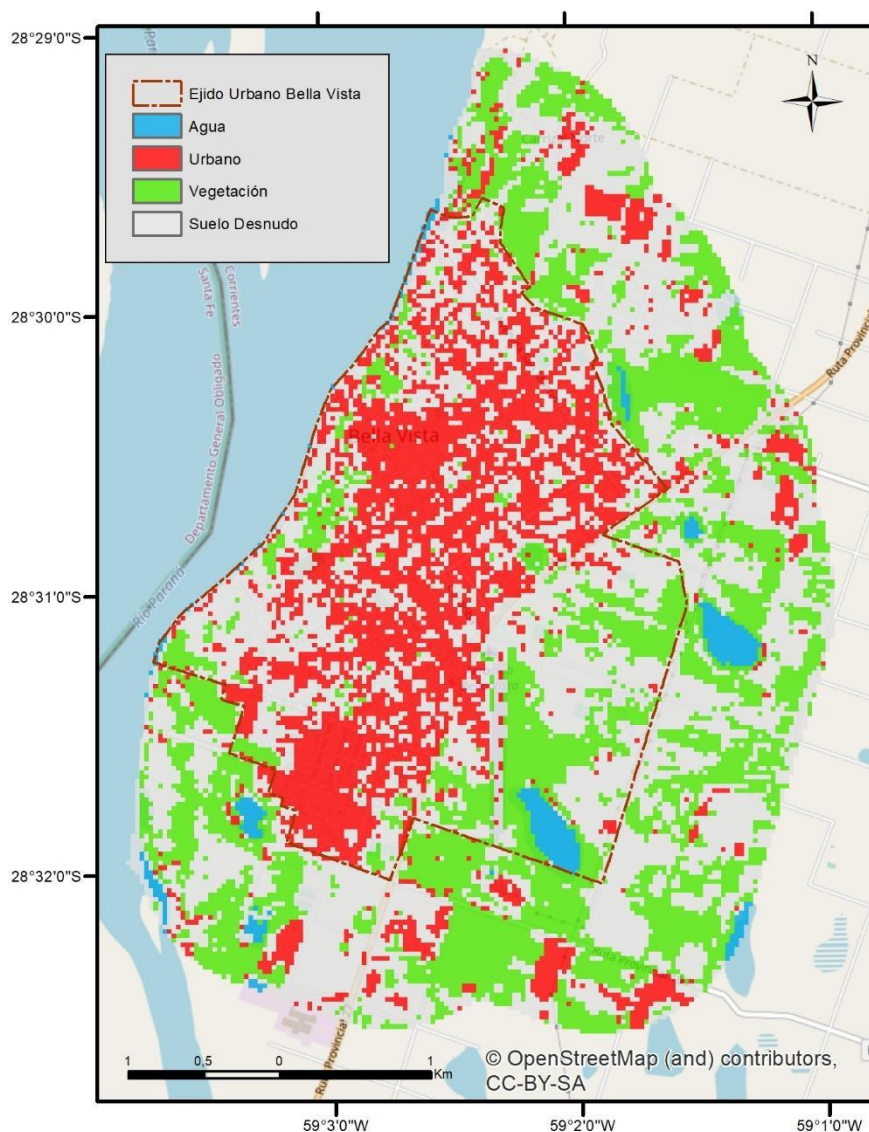 28°29'0"S
28°30'0"S
28°31'0"S
28°32'0"S
Ejido Urbano Bella Vista
Agua
Urbano
Vegetación
Suelo Desnudo
N
Corrientes
Santa Fe
Departamento General Obligado
Río Paraná
Bella Vista
Ruta Provincial
Ruta Provincial
Ruta Provincial
1 0,5 0 1
Km
© OpenStreetMap (and) contributors,
CC-BY-SA
59°3'0"W 59°2'0"W 59°1'0"W